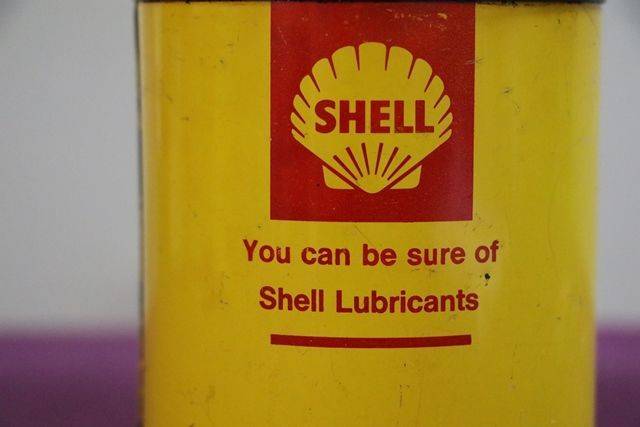 SHELL
You can be sure of
Shell Lubricants